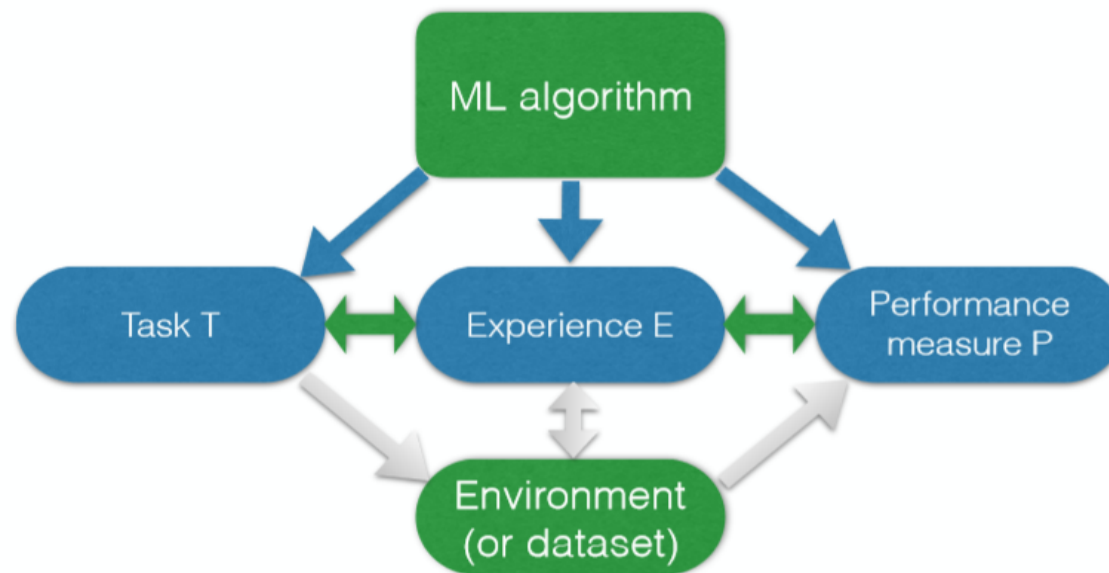 ML algorithm
Task T
Experience E
Performance
measure P
Environment
(or dataset)